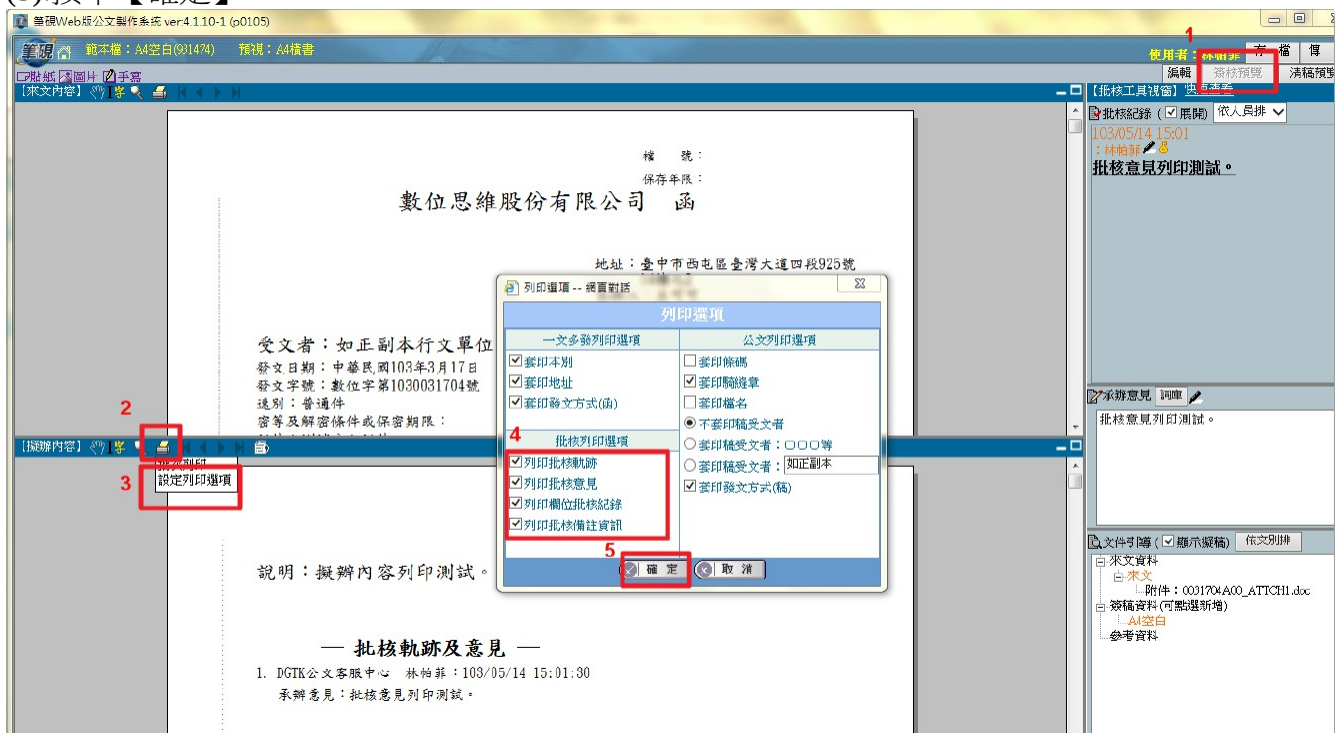 (5)按下【確定】
筆硯Web版公文製作系統 ver:4.1.10-1 (p0105)
筆硯 範本檔：A4空白(991474) 預視：A4橫書
1
使用者：林帕菲 存檔 傳
貼紙 圖片 手寫
編輯 簽核預覽 清稿預覽
【來文內容】 字
【批核工具視窗】快速查看
批核紀錄 ( 展開) 依人員排
103/05/14 15:01
：林帕菲
批核意見列印測試。
檔 號：
保存年限：
數位思維股份有限公司 函
地址：臺中市西屯區臺灣大道四段925號
受文者：如正副本行文單位
發文日期：中華民國103年3月17日
發文字號：數位字第1030031704號
速別：普通件
密等及解密條件或保密期限：
列印選項 -- 網頁對話
列印選項
一文多發列印選項
套印本別
套印地址
套印發文方式(函)
4
批核列印選項
列印批核軌跡
列印批核意見
列印欄位批核紀錄
列印批核備註資訊
公文列印選項
套印條碼
套印騎縫章
套印檔名
不套印稿受文者
套印稿受文者：○○○等
套印稿受文者： 如正副本
套印發文方式(稿)
5
確定 取消
承辦意見 詞庫
批核意見列印測試。
2
【擬辦內容】 字
批次列印
3
設定列印選項
說明：擬辦內容列印測試。
— 批核軌跡及意見 —
1. DGTK公文客服中心 林帕菲：103/05/14 15:01:30
承辦意見：批核意見列印測試。
文件引導 ( 顯示擬稿) 依文別排
來文資料
來文
附件：0031704A00_ATTCH1.doc
簽稿資料(可點選新增)
A4空白
參考資料